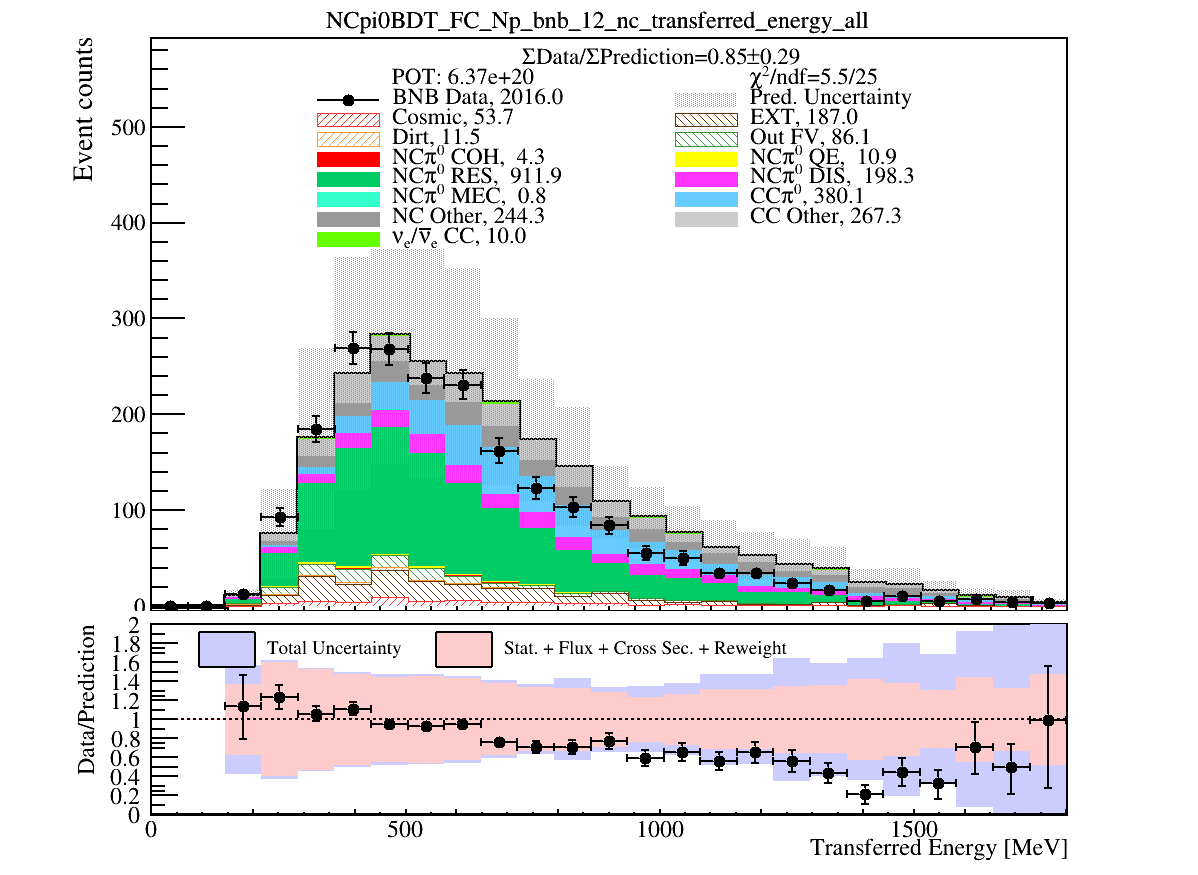 NCpi0BDT_FC_Np_bnb_12_nc_transferred_energy_all
ΣData/ΣPrediction=0.85±0.29
POT: 6.37e+20
χ²/ndf=5.5/25
BNB Data, 2016.0
Pred. Uncertainty
Cosmic, 53.7
EXT, 187.0
Dirt, 11.5
Out FV, 86.1
NCπ⁰ COH, 4.3
NCπ⁰ QE, 10.9
NCπ⁰ RES, 911.9
NCπ⁰ DIS, 198.3
NCπ⁰ MEC, 0.8
CCπ⁰, 380.1
NC Other, 244.3
CC Other, 267.3
νₑ/ν̅ₑ CC, 10.0
Event counts
500
400
300
200
100
0
Total Uncertainty
Stat. + Flux + Cross Sec. + Reweight
Data/Prediction
2
1.8
1.6
1.4
1.2
1
0.8
0.6
0.4
0.2
0
0 500 1000 1500
Transferred Energy [MeV]